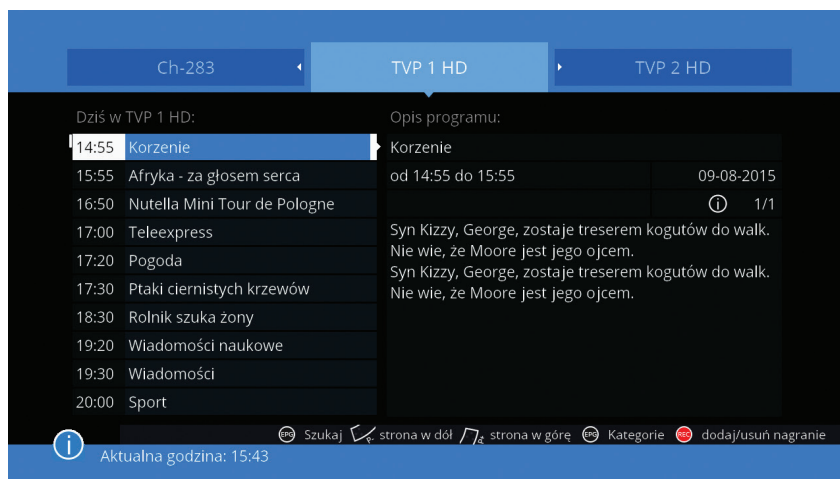 Ch-283
TVP 1 HD
TVP 2 HD
Dziś w TVP 1 HD:
14:55 Korzenie
15:55 Afryka - za głosem serca
16:50 Nutella Mini Tour de Pologne
17:00 Teleexpress
17:20 Pogoda
17:30 Ptaki ciernistych krzewów
18:30 Rolnik szuka żony
19:20 Wiadomości naukowe
19:30 Wiadomości
20:00 Sport
Opis programu:
Korzenie
od 14:55 do 15:55 09-08-2015
1/1
Syn Kizzy, George, zostaje treserem kogutów do walk.
Nie wie, że Moore jest jego ojcem.
Syn Kizzy, George, zostaje treserem kogutów do walk.
Nie wie, że Moore jest jego ojcem.
EPG Szukaj P- strona w dół P+ strona w górę EPG Kategorie REC dodaj/usuń nagranie
Aktualna godzina: 15:43